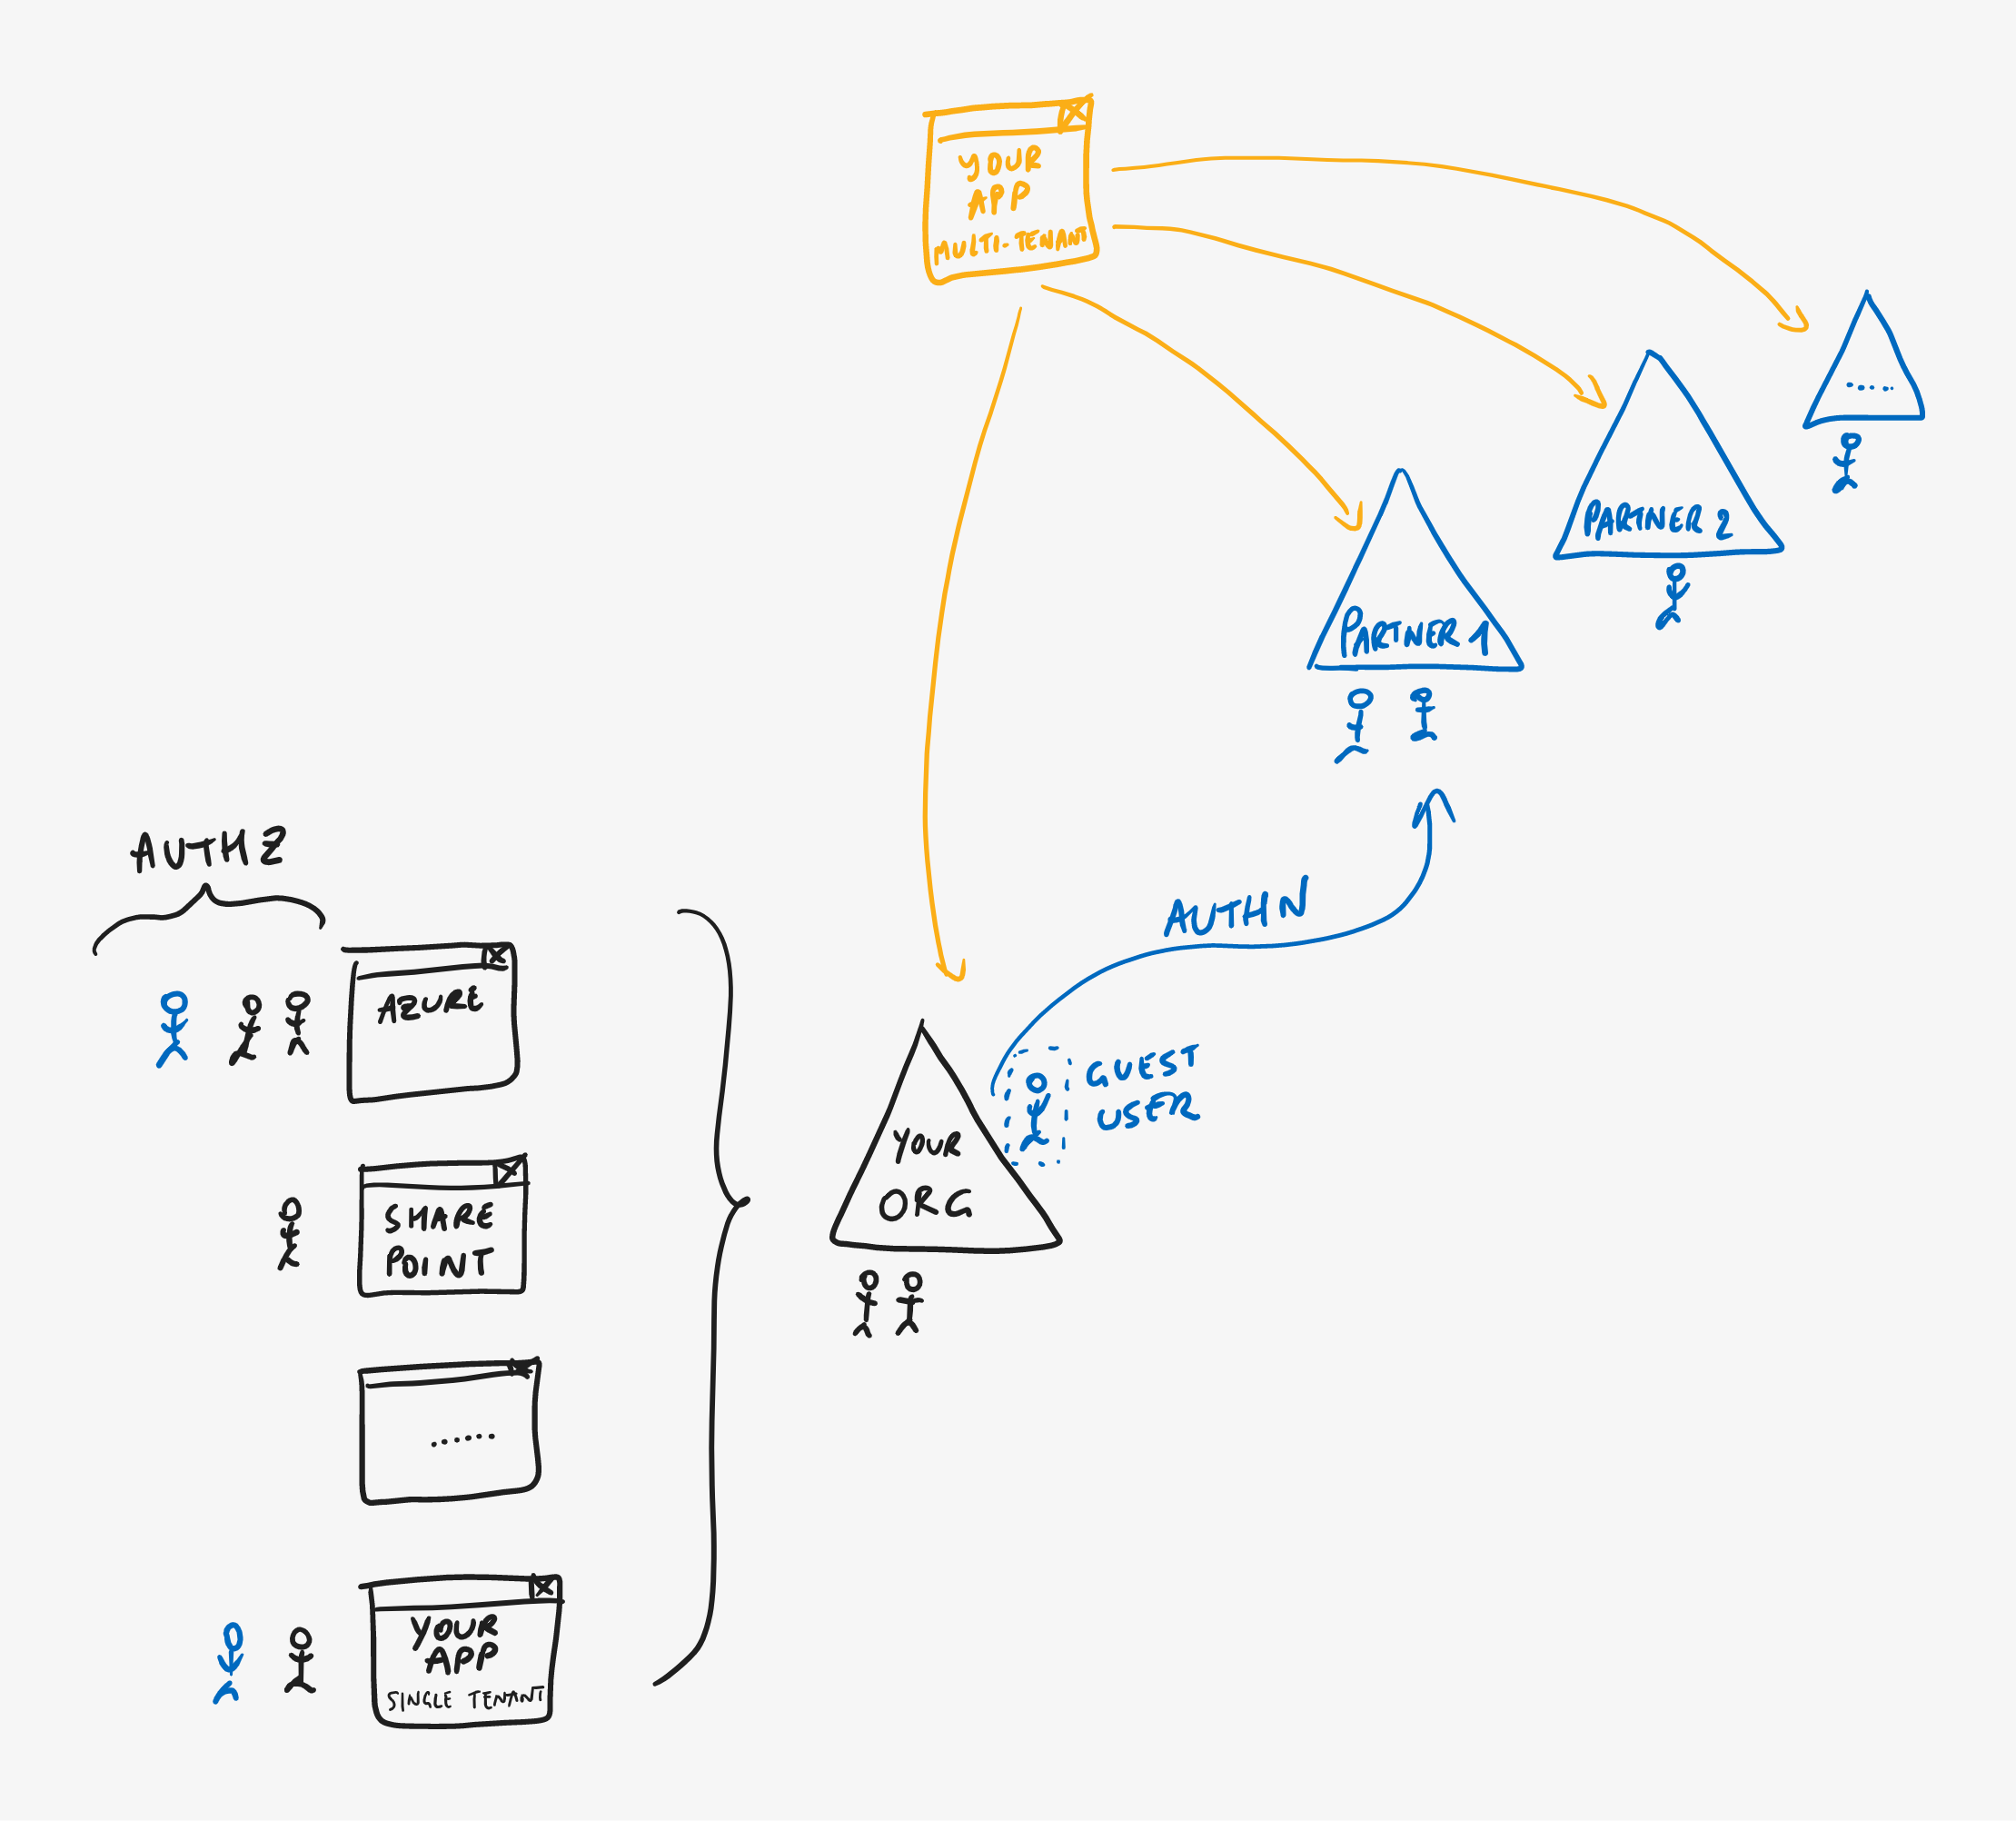 YOUR
APP
MULTI-TENANT
....
PARTNER 2
PARTNER 1
AUTHZ
AUTHN
AZURE
GUEST
USER
YOUR
ORG
SHARE
POINT
......
YOUR
APP
SINGLE TENANT